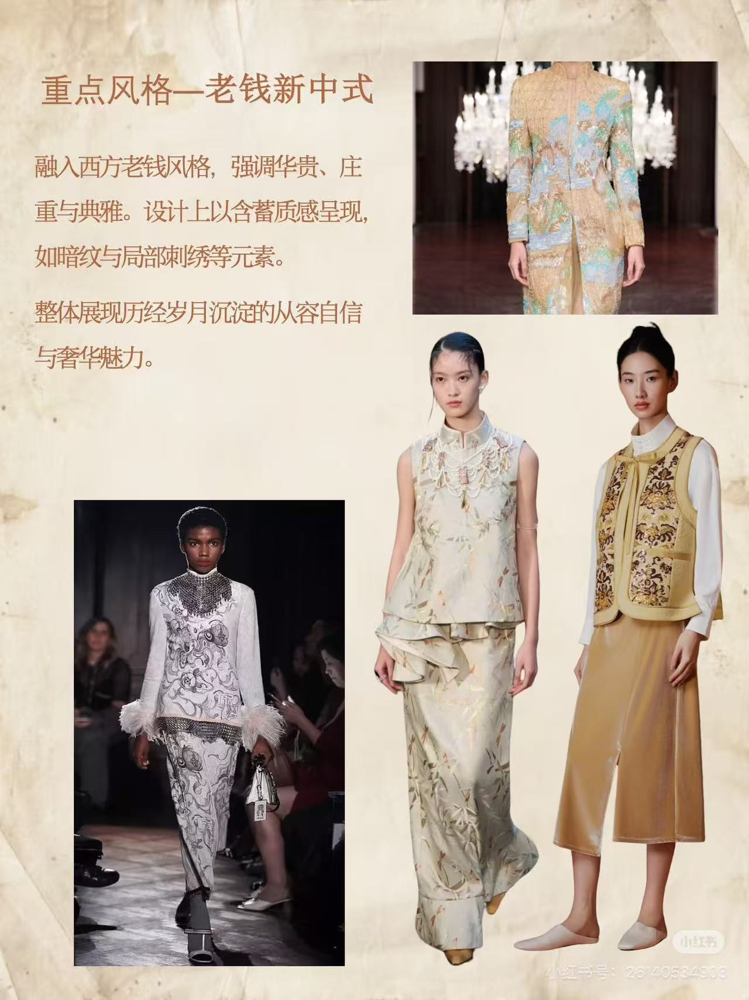 重点风格—老钱新中式
融入西方老钱风格，强调华贵、庄
重与典雅。设计上以含蓄质感呈现，
如暗纹与局部刺绣等元素。
整体展现历经岁月沉淀的从容自信
与奢华魅力。
小红书
小红书号：26140534903